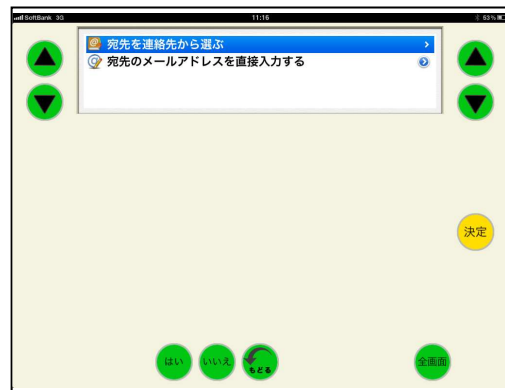 SoftBank 3G 11:16 53%
宛先を連絡先から選ぶ
宛先のメールアドレスを直接入力する
決定
はい いいえ もどる 全画面